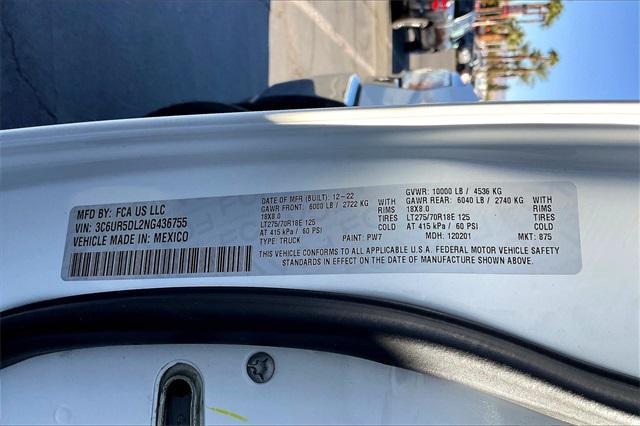 MFD BY: FCA US LLC
VIN: 3C6UR5DL2NG436755
VEHICLE MADE IN: MEXICO
DATE OF MFR (BUILT): 12-22
GAWR FRONT: 6000 LB / 2722 KG WITH
18X8.0 RIMS
LT275/70R18E 125
AT 415 kPa / 60 PSI COLD
TYPE: TRUCK PAINT: PW7
GVWR: 10000 LB / 4536 KG
GAWR REAR: 6040 LB / 2740 KG WITH
18X8.0 RIMS
LT275/70R18E 125
AT 415 kPa / 60 PSI COLD
MDH: 120201 MKT: 875
THIS VEHICLE CONFORMS TO ALL APPLICABLE U.S.A. FEDERAL MOTOR VEHICLE SAFETY
STANDARDS IN EFFECT ON THE DATE OF MANUFACTURE SHOWN ABOVE.